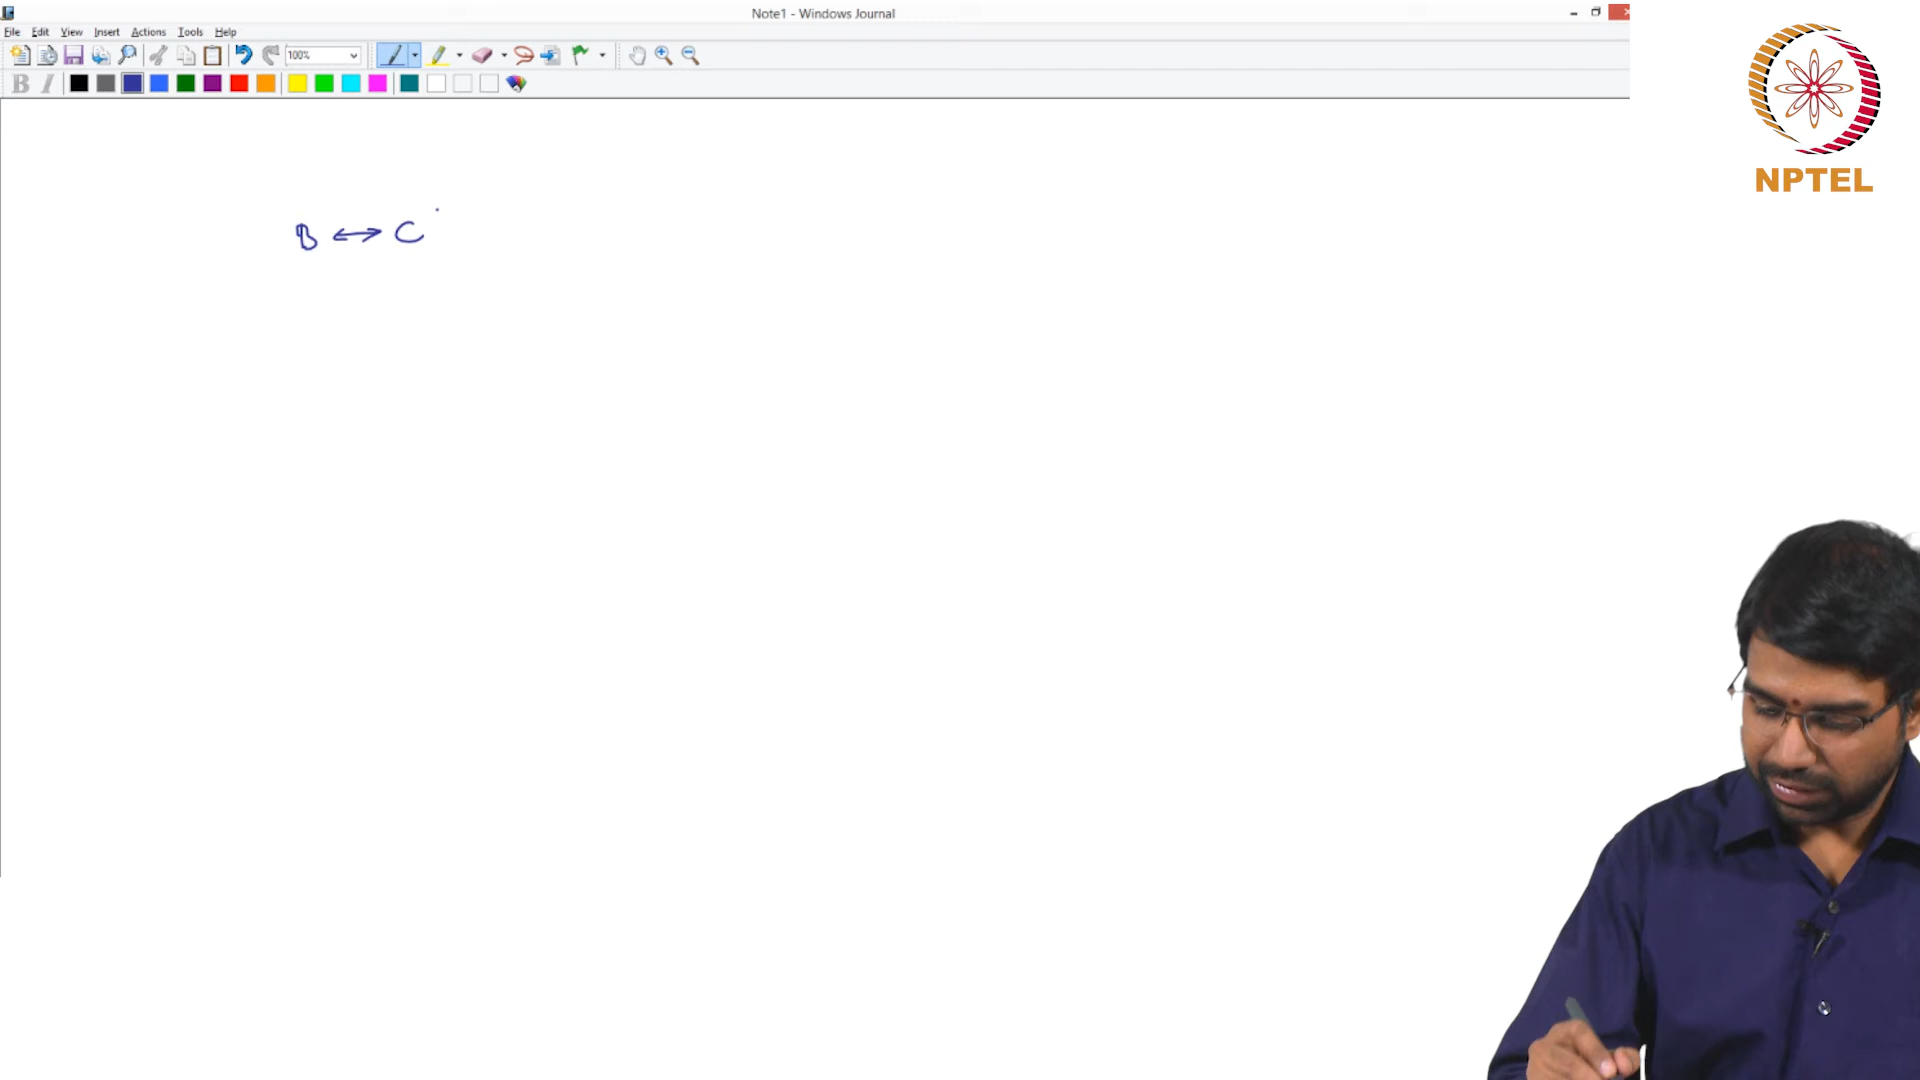 Note1 - Windows Journal
File Edit View Insert Actions Tools Help
100%
B I
B ↔ C
NPTEL